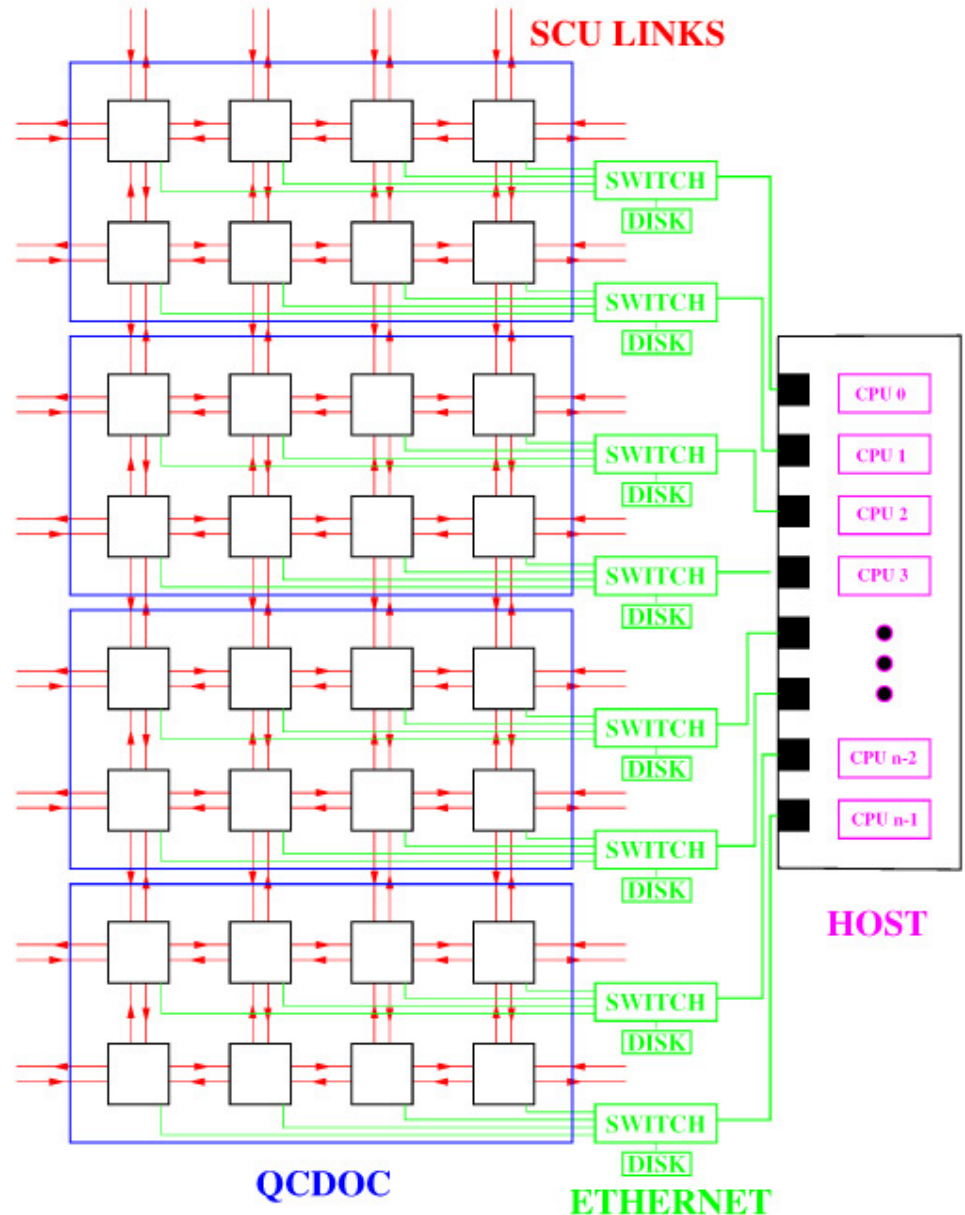 SCU LINKS
SWITCH
DISK
SWITCH
DISK
SWITCH
DISK
SWITCH
DISK
SWITCH
DISK
SWITCH
DISK
SWITCH
DISK
SWITCH
DISK
CPU 0
CPU 1
CPU 2
CPU 3
CPU n-2
CPU n-1
HOST
QCDOC
ETHERNET